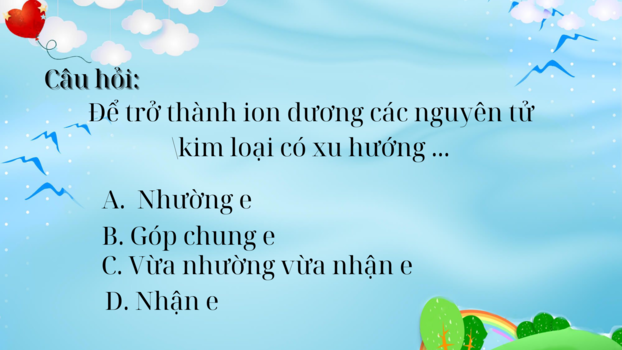 Câu hỏi:
Để trở thành ion dương các nguyên tử
\kim loại có xu hướng ...
A. Nhường e
B. Góp chung e
C. Vừa nhường vừa nhận e
D. Nhận e